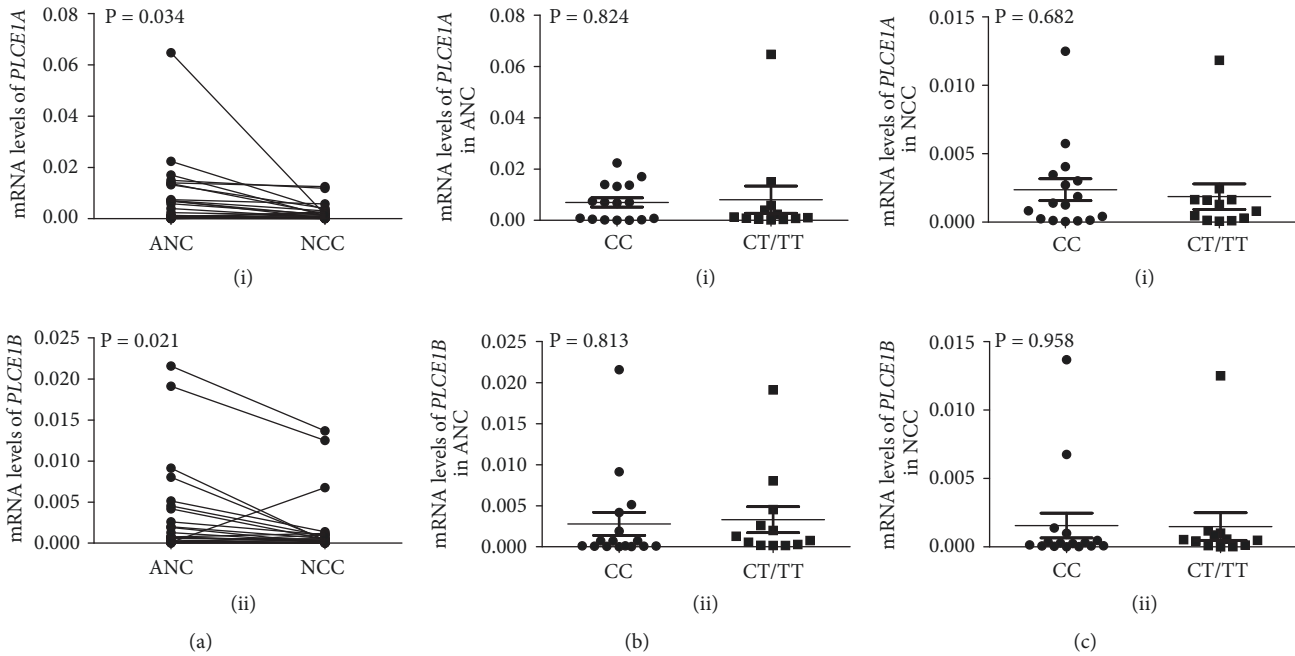 P = 0.034
mRNA levels of PLCE1A
0.08
0.06
0.04
0.02
0.00
ANC
NCC
(i)
P = 0.824
mRNA levels of PLCE1A
in ANC
0.08
0.06
0.04
0.02
0.00
CC
CT/TT
(i)
P = 0.682
mRNA levels of PLCE1A
in NCC
0.015
0.010
0.005
0.000
CC
CT/TT
(i)
P = 0.021
mRNA levels of PLCE1B
0.025
0.020
0.015
0.010
0.005
0.000
ANC
NCC
(ii)
(a)
P = 0.813
mRNA levels of PLCE1B
in ANC
0.025
0.020
0.015
0.010
0.005
0.000
CC
CT/TT
(ii)
(b)
P = 0.958
mRNA levels of PLCE1B
in NCC
0.015
0.010
0.005
0.000
CC
CT/TT
(ii)
(c)